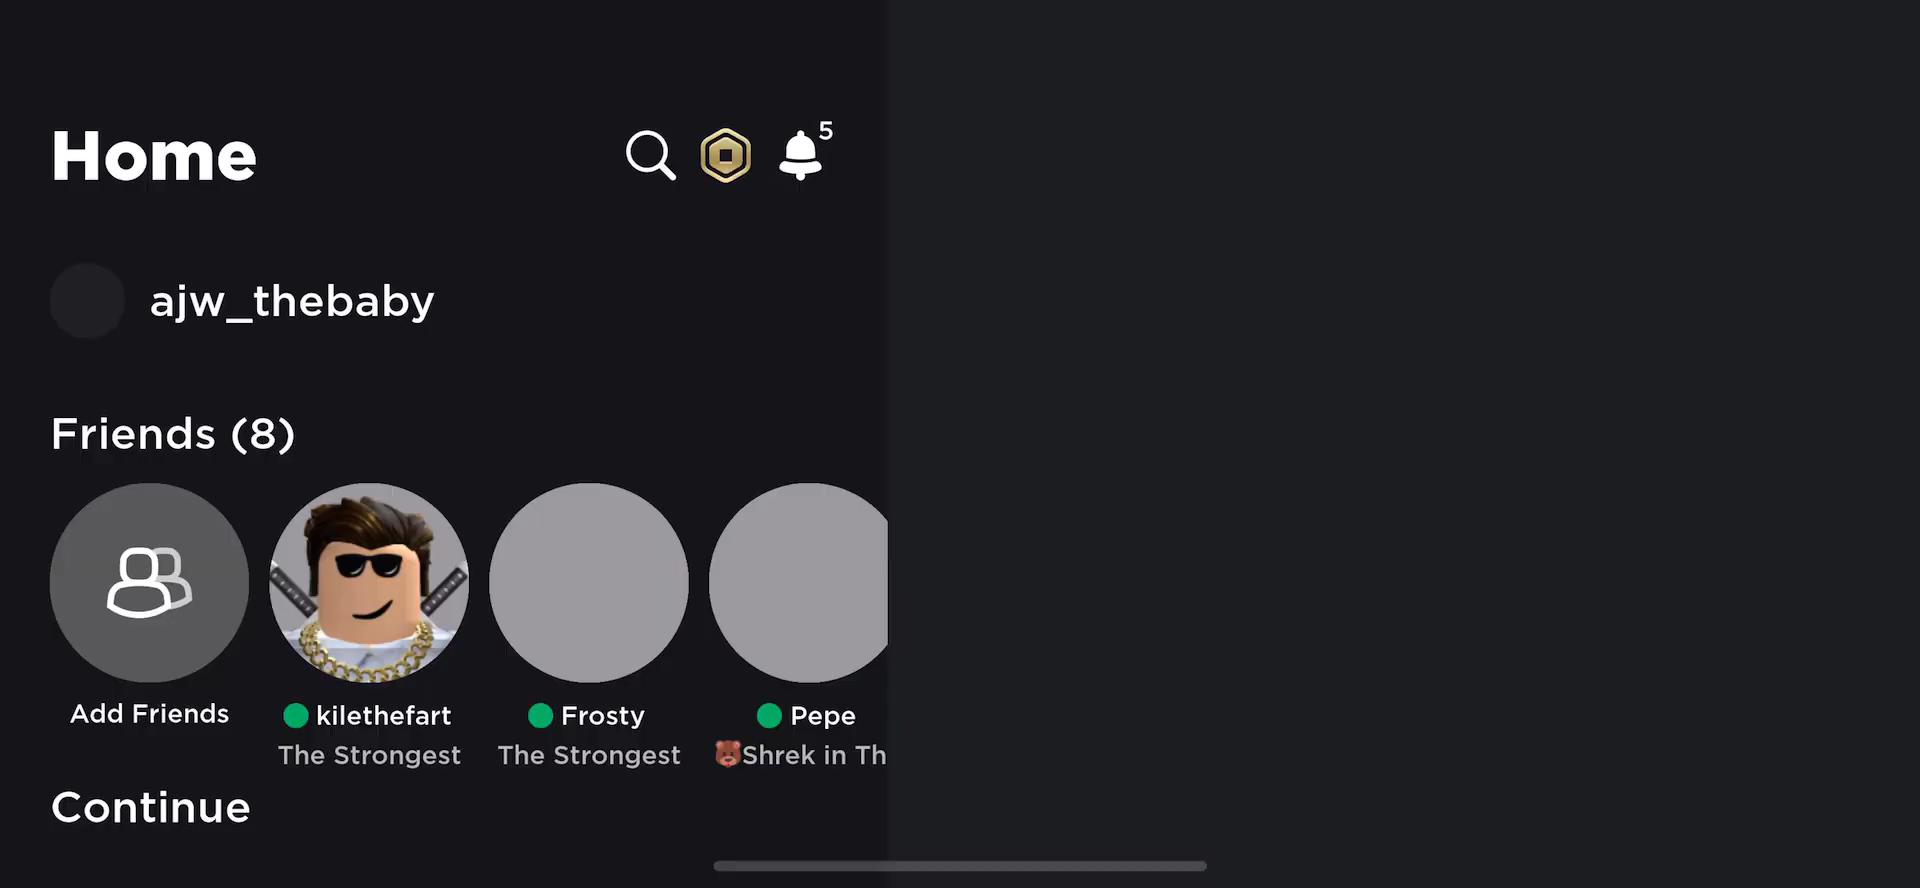 Home
5
ajw_thebaby
Friends (8)
Add Friends
kilethefart
The Strongest
Frosty
The Strongest
Pepe
🐻Shrek in Th
Continue